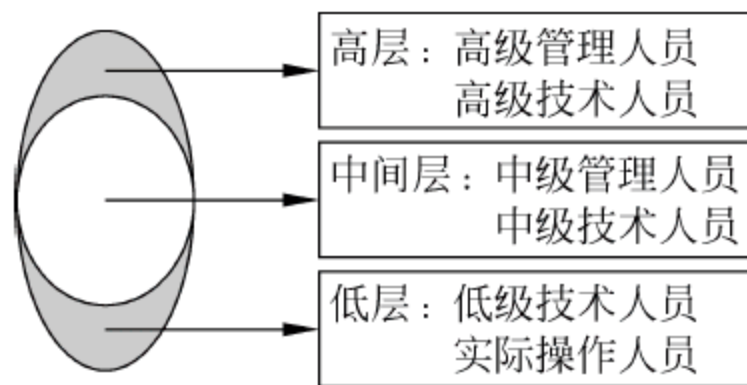 高层：高级管理人员
高级技术人员
中间层：中级管理人员
中级技术人员
低层：低级技术人员
实际操作人员